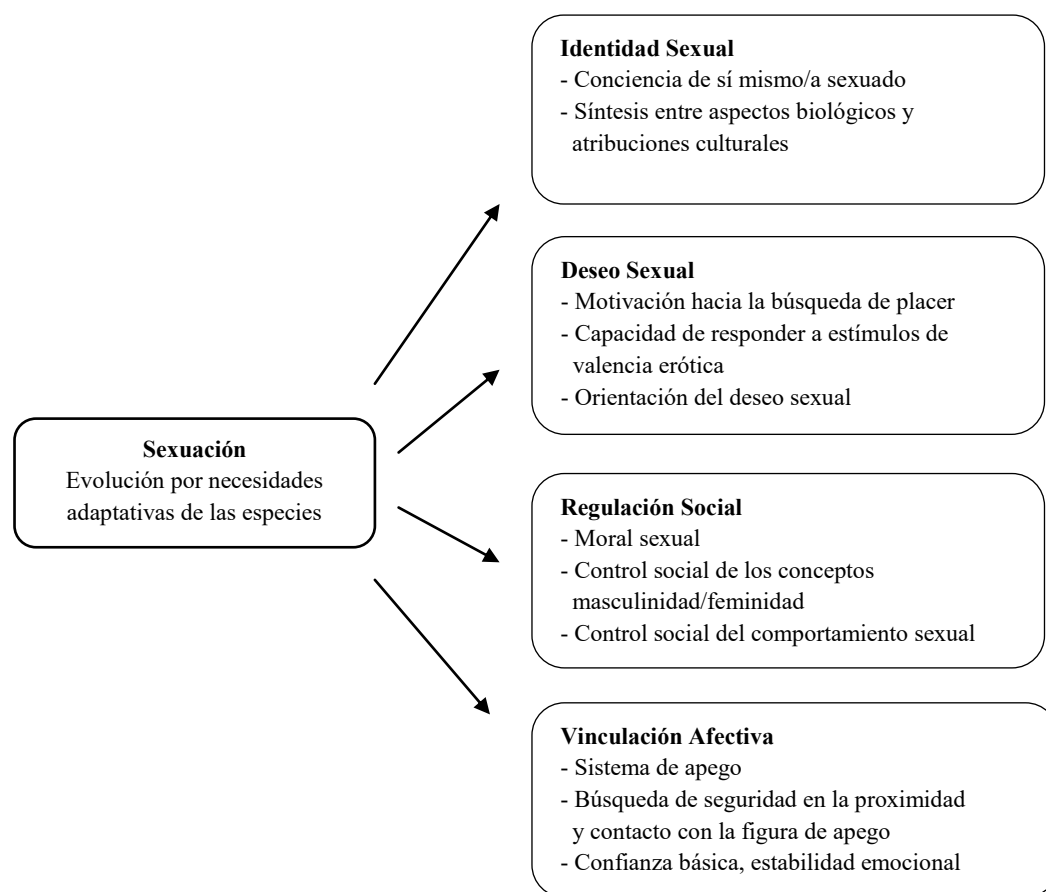 Identidad Sexual
- Conciencia de sí mismo/a sexuado
- Síntesis entre aspectos biológicos y
atribuciones culturales
Deseo Sexual
- Motivación hacia la búsqueda de placer
- Capacidad de responder a estímulos de
valencia erótica
- Orientación del deseo sexual
Sexuación
Evolución por necesidades
adaptativas de las especies
Regulación Social
- Moral sexual
- Control social de los conceptos
masculinidad/feminidad
- Control social del comportamiento sexual
Vinculación Afectiva
- Sistema de apego
- Búsqueda de seguridad en la proximidad
y contacto con la figura de apego
- Confianza básica, estabilidad emocional